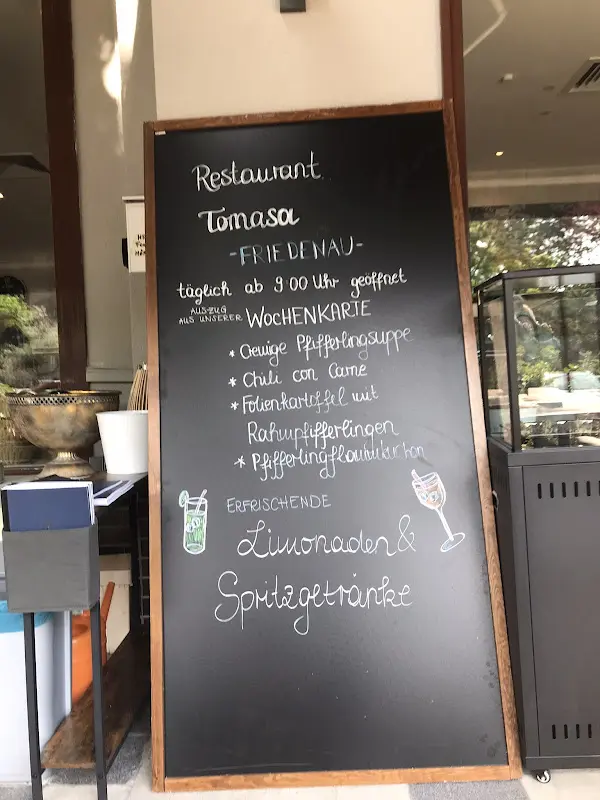 Restaurant
Tomasa
-FRIEDENAU-
täglich ab 9:00 Uhr geöffnet
AUSZUG
AUS UNSERER WOCHENKARTE
* Cremige Pfifferlingsuppe
* Chili con Carne
* Folienkartoffel mit
Rahmpfifferlingen
* Pfifferlingflammkuchen
ERFRISCHENDE
Limonaden &
Spritzgetränke